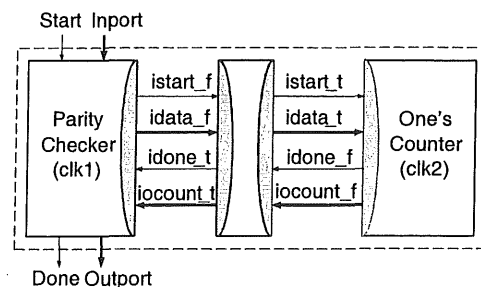 Start Inport
istart_f
istart_t
Parity
Checker
(clk1)
idata_f
idata_t
One's
Counter
(clk2)
idone_t
idone_f
iocount_t
iocount_f
Done Outport